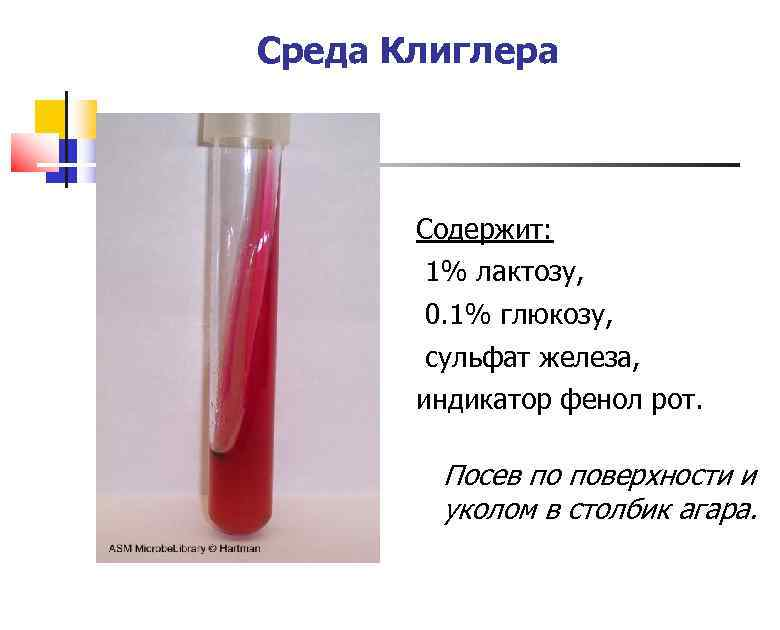 Среда Клиглера
Содержит:
1% лактозу,
0.1% глюкозу,
сульфат железа,
индикатор фенол рот.
Посев по поверхности и
уколом в столбик агара.
ASM MicrobeLibrary © Hartman